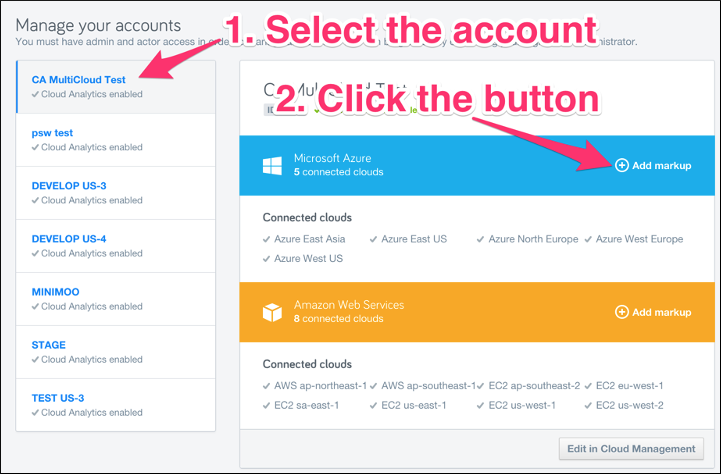 Manage your accounts
1. Select the account
You must have admin and actor access in
CA MultiCloud Test
Cloud Analytics enabled
psw test
Cloud Analytics enabled
DEVELOP US-3
Cloud Analytics enabled
DEVELOP US-4
Cloud Analytics enabled
MINIMOO
Cloud Analytics enabled
STAGE
Cloud Analytics enabled
TEST US-3
Cloud Analytics enabled
CA MultiCloud Test
2. Click the button
Microsoft Azure
5 connected clouds
Add markup
Connected clouds
Azure East Asia Azure East US Azure North Europe Azure West Europe
Azure West US
Amazon Web Services
8 connected clouds
Add markup
Connected clouds
AWS ap-northeast-1 AWS ap-southeast-1 EC2 ap-southeast-2 EC2 eu-west-1
EC2 sa-east-1 EC2 us-east-1 EC2 us-west-1 EC2 us-west-2
Edit in Cloud Management